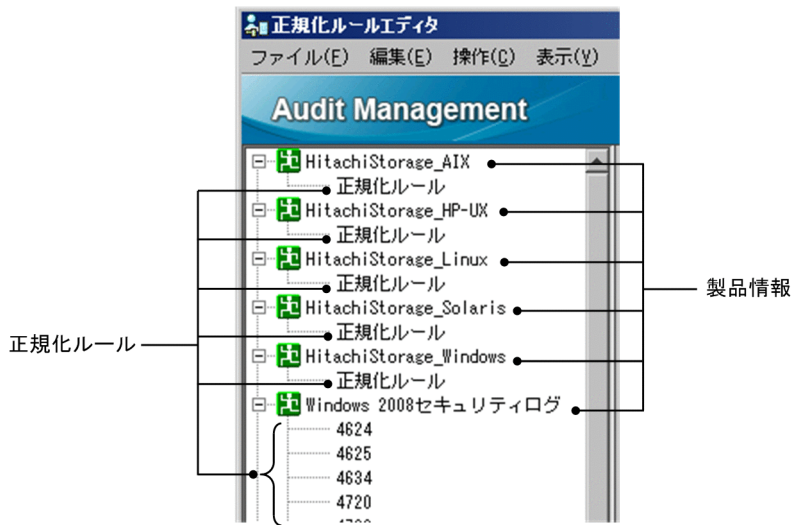 正規化ルールエディタ
ファイル(F) 編集(E) 操作(C) 表示(V)
Audit Management
HitachiStorage_AIX
正規化ルール
HitachiStorage_HP-UX
正規化ルール
HitachiStorage_Linux
正規化ルール
HitachiStorage_Solaris
正規化ルール
HitachiStorage_Windows
正規化ルール
Windows 2008セキュリティログ
4624
4625
4634
4720
正規化ルール
製品情報